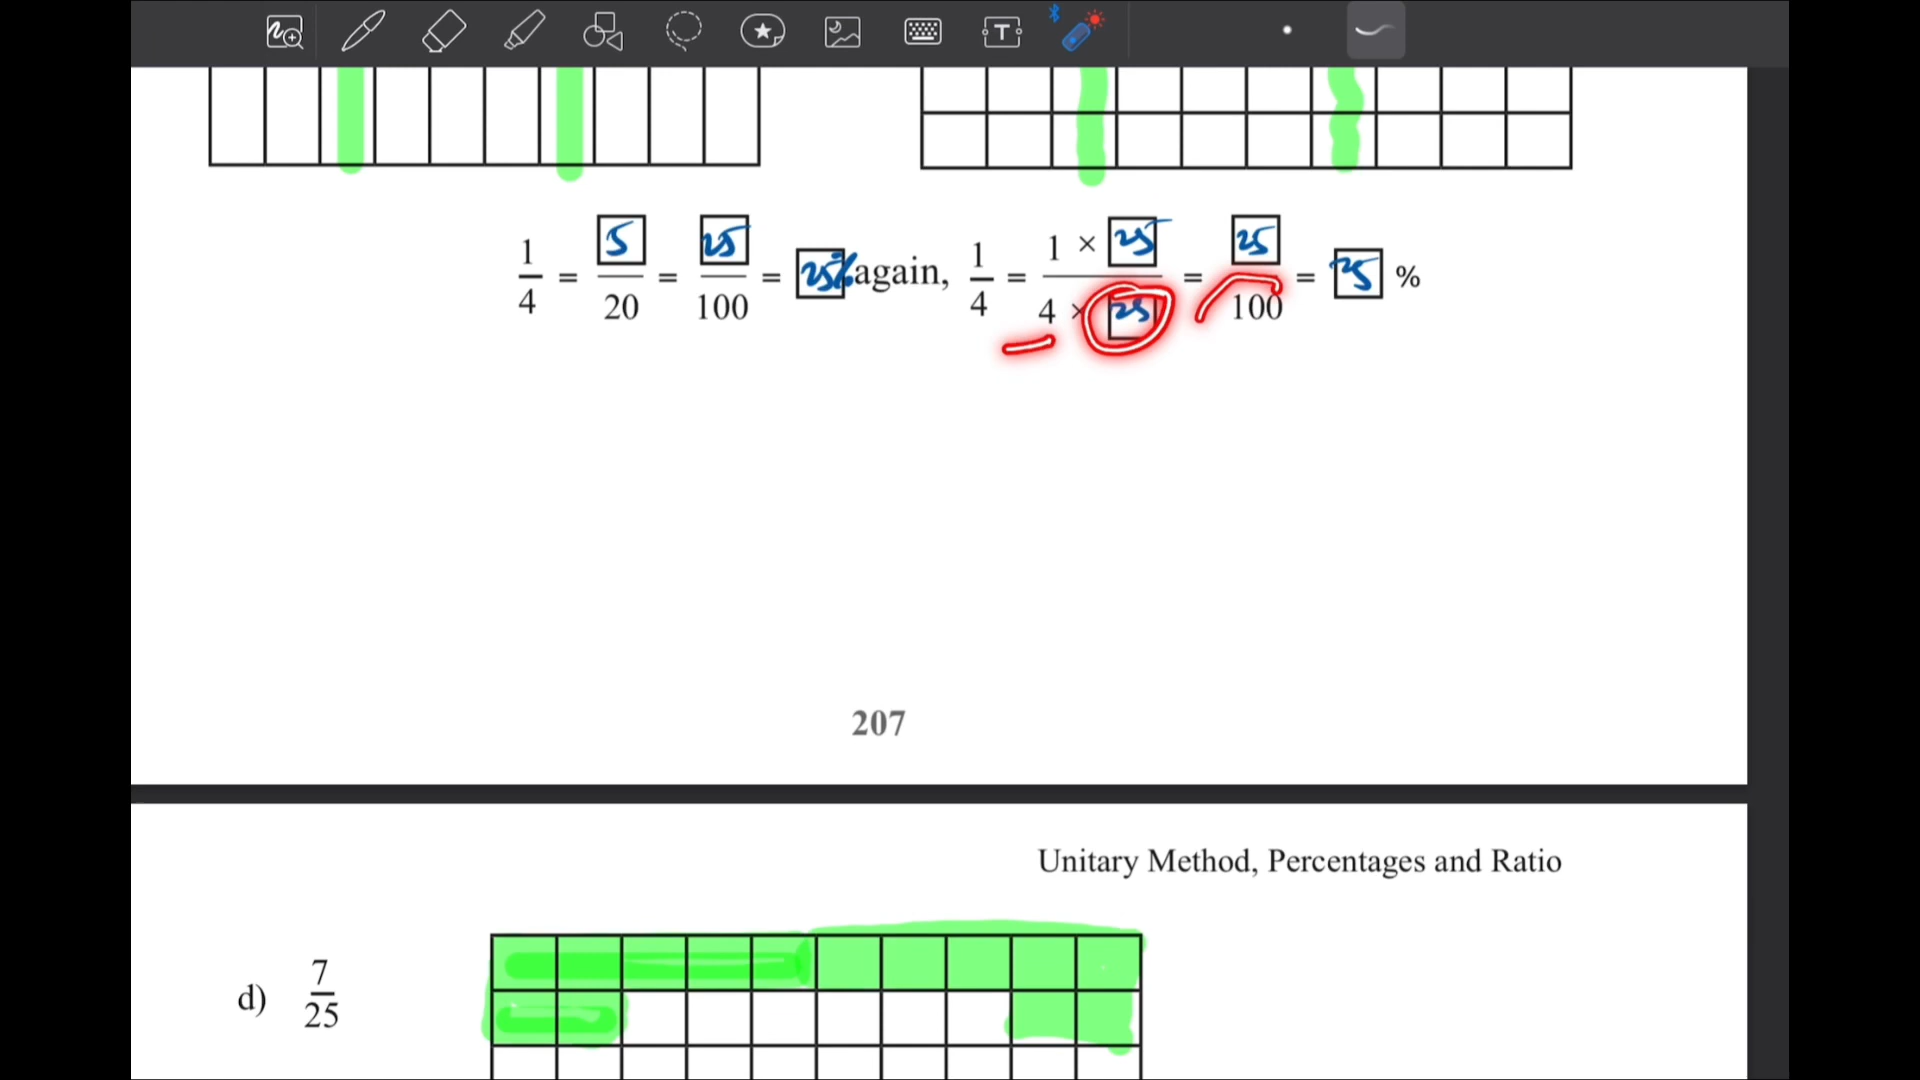 1/4 = 5/20 = 25/100 = 25% again, 1/4 = 1 × 25/4 × 25 = 25/100 = 25 %
207
Unitary Method, Percentages and Ratio
d) 7/25